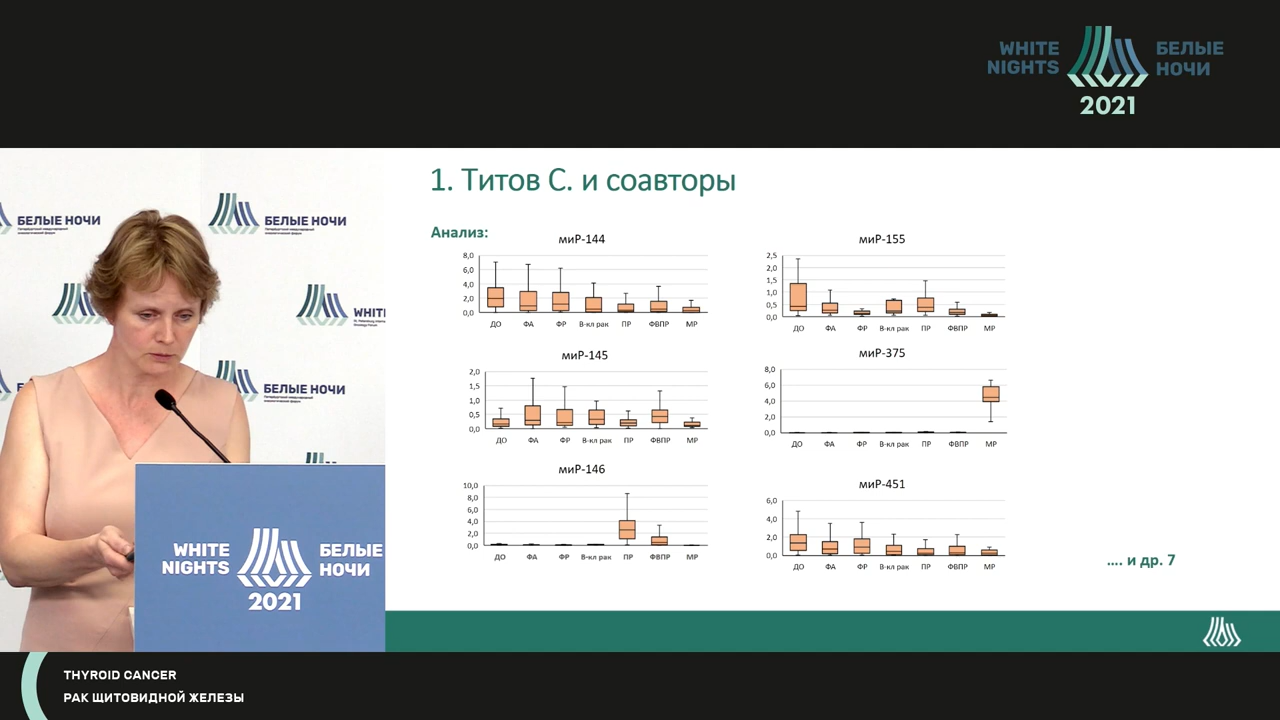 WHITE
NIGHTS
БЕЛЫЕ
НОЧИ
2021
1. Титов С. и соавторы
Анализ:
миР-144
8,0
6,0
4,0
2,0
0,0
ДО ФА ФР В-кл рак ПР ФВПР МР
миР-155
2,5
2,0
1,5
1,0
0,5
0,0
ДО ФА ФР В-кл рак ПР ФВПР МР
миР-145
2,0
1,5
1,0
0,5
0,0
ДО ФА ФР В-кл рак ПР ФВПР МР
миР-375
8,0
6,0
4,0
2,0
0,0
ДО ФА ФР В-кл рак ПР ФВПР МР
миР-146
10,0
8,0
6,0
4,0
2,0
0,0
ДО ФА ФР В-кл рак ПР ФВПР МР
миР-451
6,0
4,0
2,0
0,0
ДО ФА ФР В-кл рак ПР ФВПР МР
.... и др. 7
БЕЛЫЕ НОЧИ
БЕЛЫЕ НОЧИ
WHITE
БЕЛЫЕ НОЧИ
WHITE
NIGHTS
БЕЛЫЕ
НОЧИ
2021
THYROID CANCER
РАК ЩИТОВИДНОЙ ЖЕЛЕЗЫ